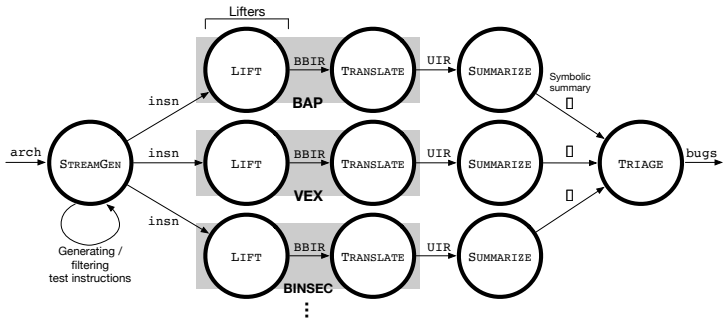 Lifters
LIFT
BBIR
TRANSLATE
UIR
SUMMARIZE
BAP
Symbolic
summary
insn
arch
STREAMGEN
insn
LIFT
BBIR
TRANSLATE
UIR
SUMMARIZE
TRIAGE
bugs
VEX
insn
Generating /
filtering
test instructions
LIFT
BBIR
TRANSLATE
UIR
SUMMARIZE
BINSEC
⋮